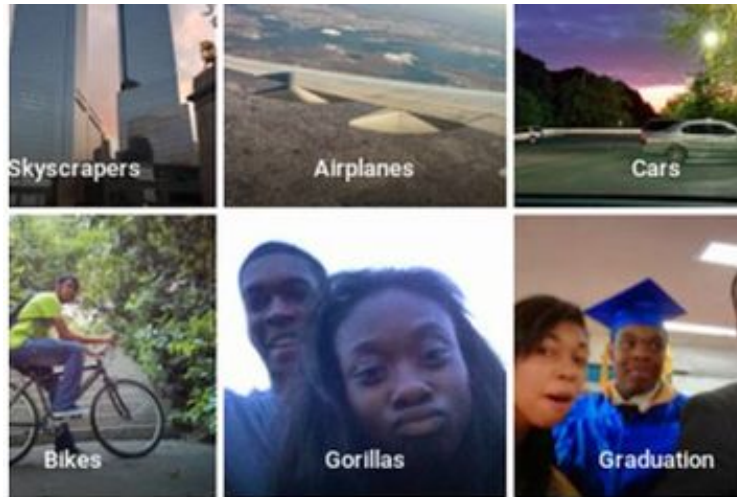 Skyscrapers
Airplanes
Cars
Bikes
Gorillas
Graduation